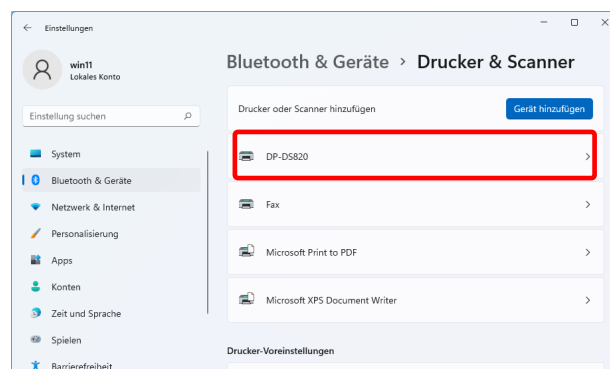 Einstellungen
win11
Lokales Konto
Einstellung suchen
System
Bluetooth & Geräte
Netzwerk & Internet
Personalisierung
Apps
Konten
Zeit und Sprache
Spielen
Barrierefreiheit
Bluetooth & Geräte > Drucker & Scanner
Drucker oder Scanner hinzufügen
Gerät hinzufügen
DP-DS820
Fax
Microsoft Print to PDF
Microsoft XPS Document Writer
Drucker-Voreinstellungen